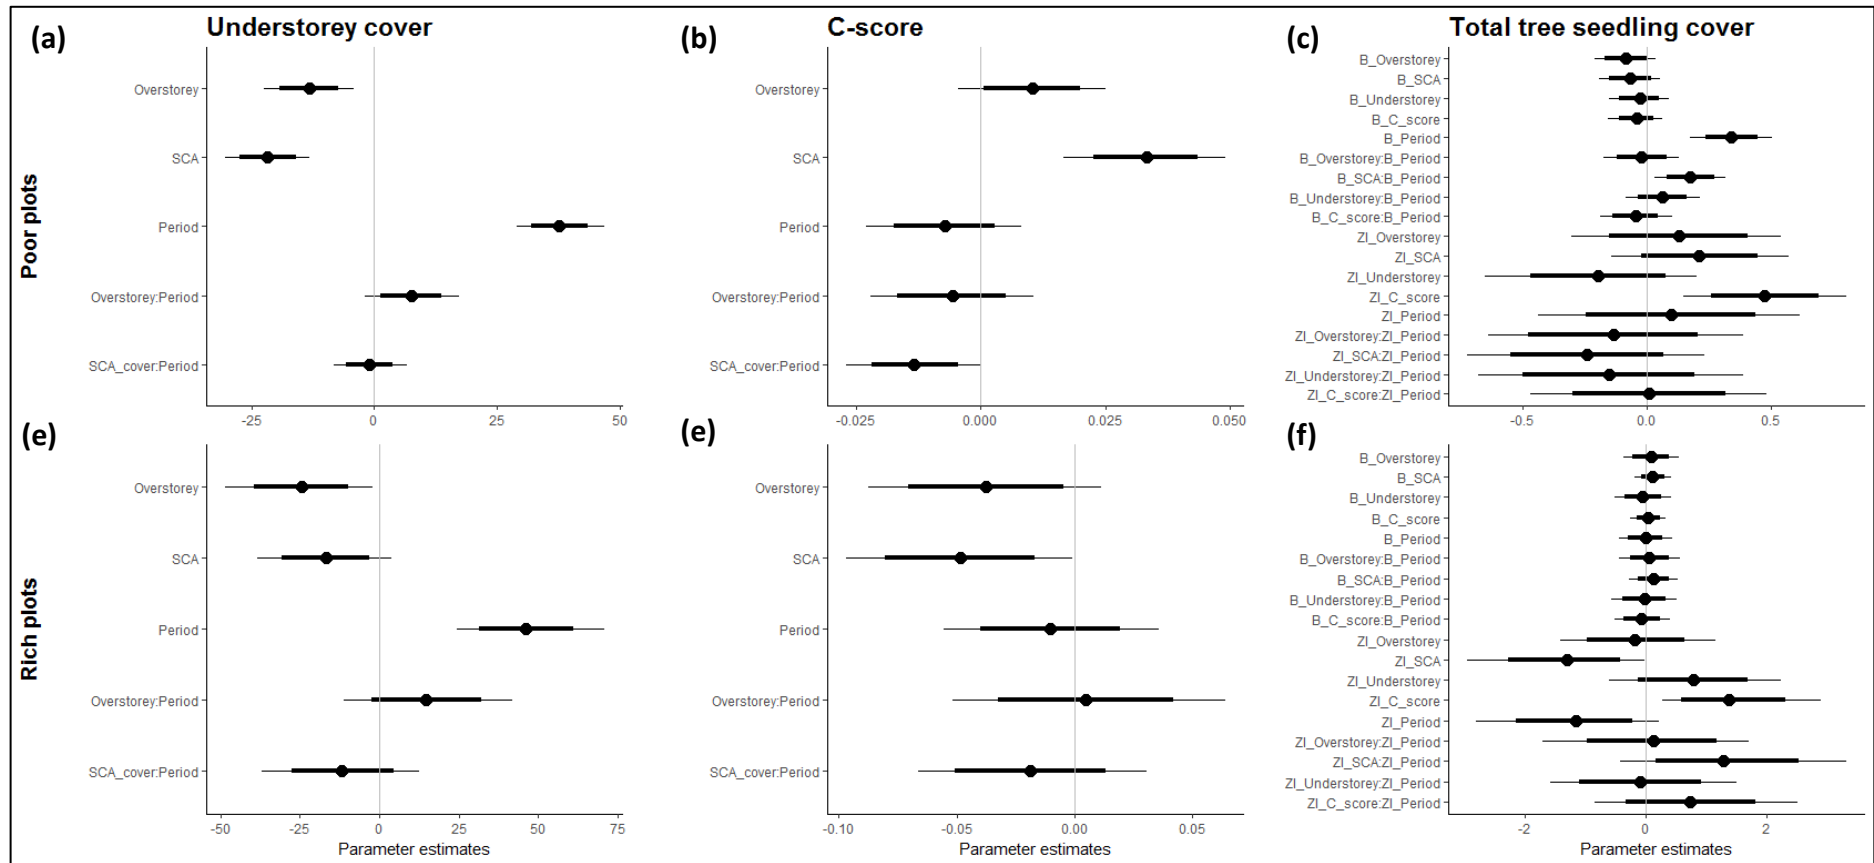 (a)
Understorey cover
(b)
C-score
(c)
Total tree seedling cover
Poor plots
Overstorey
SCA
Period
Overstorey:Period
SCA_cover:Period
-25
0
25
50
Overstorey
SCA
Period
Overstorey:Period
SCA_cover:Period
-0.025
0.000
0.025
0.050
B_Overstorey
B_SCA
B_Understorey
B_C_score
B_Period
B_Overstorey:B_Period
B_SCA:B_Period
B_Understorey:B_Period
B_C_score:B_Period
ZI_Overstorey
ZI_SCA
ZI_Understorey
ZI_C_score
ZI_Period
ZI_Overstorey:ZI_Period
ZI_SCA:ZI_Period
ZI_Understorey:ZI_Period
ZI_C_score:ZI_Period
-0.5
0.0
0.5
(e)
(e)
(f)
Rich plots
Overstorey
SCA
Period
Overstorey:Period
SCA_cover:Period
-50
-25
0
25
50
75
Parameter estimates
Overstorey
SCA
Period
Overstorey:Period
SCA_cover:Period
-0.10
-0.05
0.00
0.05
Parameter estimates
B_Overstorey
B_SCA
B_Understorey
B_C_score
B_Period
B_Overstorey:B_Period
B_SCA:B_Period
B_Understorey:B_Period
B_C_score:B_Period
ZI_Overstorey
ZI_SCA
ZI_Understorey
ZI_C_score
ZI_Period
ZI_Overstorey:ZI_Period
ZI_SCA:ZI_Period
ZI_Understorey:ZI_Period
ZI_C_score:ZI_Period
-2
0
2
Parameter estimates